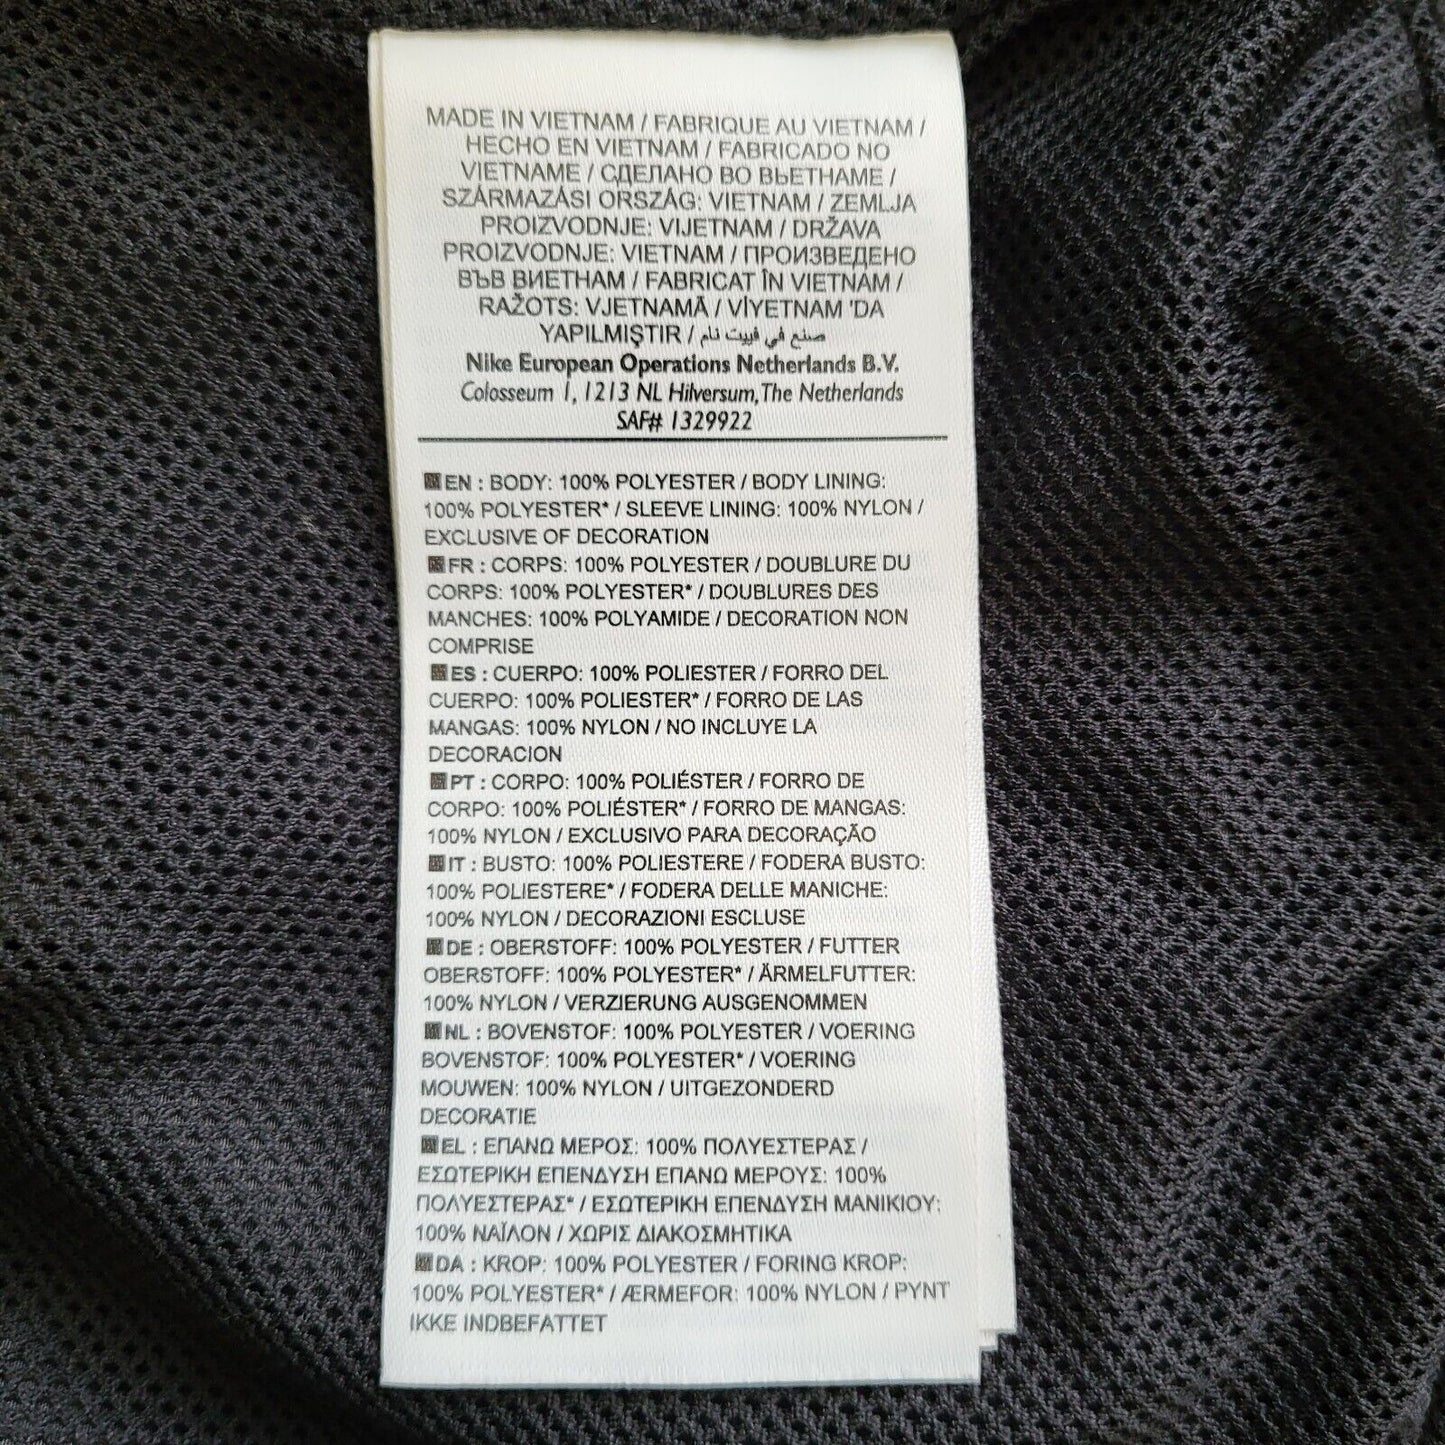 MADE IN VIETNAM / FABRIQUE AU VIETNAM /
HECHO EN VIETNAM / FABRICADO NO
VIETNAME / СДЕЛАНО ВО ВЬЕТНАМЕ /
SZÁRMAZÁSI ORSZÁG: VIETNAM / ZEMLJA
PROIZVODNJE: VIJETNAM / DRŽAVA
PROIZVODNJE: VIETNAM / ПРОИЗВЕДЕНО
ВЪВ ВИЕТНАМ / FABRICAT ÎN VIETNAM /
RAŽOTS: VJETNAMĀ / VİYETNAM 'DA
YAPILMIŞTIR / صنع في فييت نام
Nike European Operations Netherlands B.V.
Colosseum 1, 1213 NL Hilversum, The Netherlands
SAF# 1329922
EN : BODY: 100% POLYESTER / BODY LINING:
100% POLYESTER* / SLEEVE LINING: 100% NYLON /
EXCLUSIVE OF DECORATION
FR : CORPS: 100% POLYESTER / DOUBLURE DU
CORPS: 100% POLYESTER* / DOUBLURES DES
MANCHES: 100% POLYAMIDE / DECORATION NON
COMPRISE
ES : CUERPO: 100% POLIESTER / FORRO DEL
CUERPO: 100% POLIESTER* / FORRO DE LAS
MANGAS: 100% NYLON / NO INCLUYE LA
DECORACION
PT : CORPO: 100% POLIÉSTER / FORRO DE
CORPO: 100% POLIÉSTER* / FORRO DE MANGAS:
100% NYLON / EXCLUSIVO PARA DECORAÇÃO
IT : BUSTO: 100% POLIESTERE / FODERA BUSTO:
100% POLIESTERE* / FODERA DELLE MANICHE:
100% NYLON / DECORAZIONI ESCLUSE
DE : OBERSTOFF: 100% POLYESTER / FUTTER
OBERSTOFF: 100% POLYESTER* / ÄRMELFUTTER:
100% NYLON / VERZIERUNG AUSGENOMMEN
NL : BOVENSTOF: 100% POLYESTER / VOERING
BOVENSTOF: 100% POLYESTER* / VOERING
MOUWEN: 100% NYLON / UITGEZONDERD
DECORATIE
EL : ΕΠΑΝΩ ΜΕΡΟΣ: 100% ΠΟΛΥΕΣΤΕΡΑΣ /
ΕΣΩΤΕΡΙΚΗ ΕΠΕΝΔΥΣΗ ΕΠΑΝΩ ΜΕΡΟΥΣ: 100%
ΠΟΛΥΕΣΤΕΡΑΣ* / ΕΣΩΤΕΡΙΚΗ ΕΠΕΝΔΥΣΗ ΜΑΝΙΚΙΟΥ:
100% ΝΑΪΛΟΝ / ΧΩΡΙΣ ΔΙΑΚΟΣΜΗΤΙΚΑ
DA : KROP: 100% POLYESTER / FORING KROP:
100% POLYESTER* / ÆRMEFOR: 100% NYLON / PYNT
IKKE INDBEFATTET